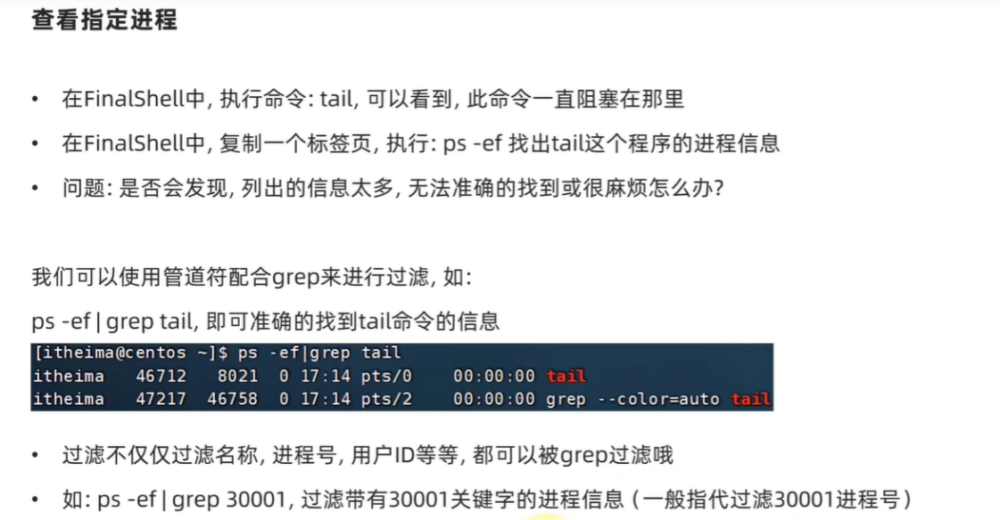 查看指定进程
• 在FinalShell中, 执行命令: tail, 可以看到, 此命令一直阻塞在那里
• 在FinalShell中, 复制一个标签页, 执行: ps -ef 找出tail这个程序的进程信息
• 问题: 是否会发现, 列出的信息太多, 无法准确的找到或很麻烦怎么办?
我们可以使用管道符配合grep来进行过滤, 如:
ps -ef | grep tail, 即可准确的找到tail命令的信息
[itheima@centos ~]$ ps -ef|grep tail
itheima 46712 8021 0 17:14 pts/0 00:00:00 tail
itheima 47217 46758 0 17:14 pts/2 00:00:00 grep --color=auto tail
• 过滤不仅仅过滤名称, 进程号, 用户ID等等, 都可以被grep过滤哦
• 如: ps -ef | grep 30001, 过滤带有30001关键字的进程信息 (一般指代过滤30001进程号)